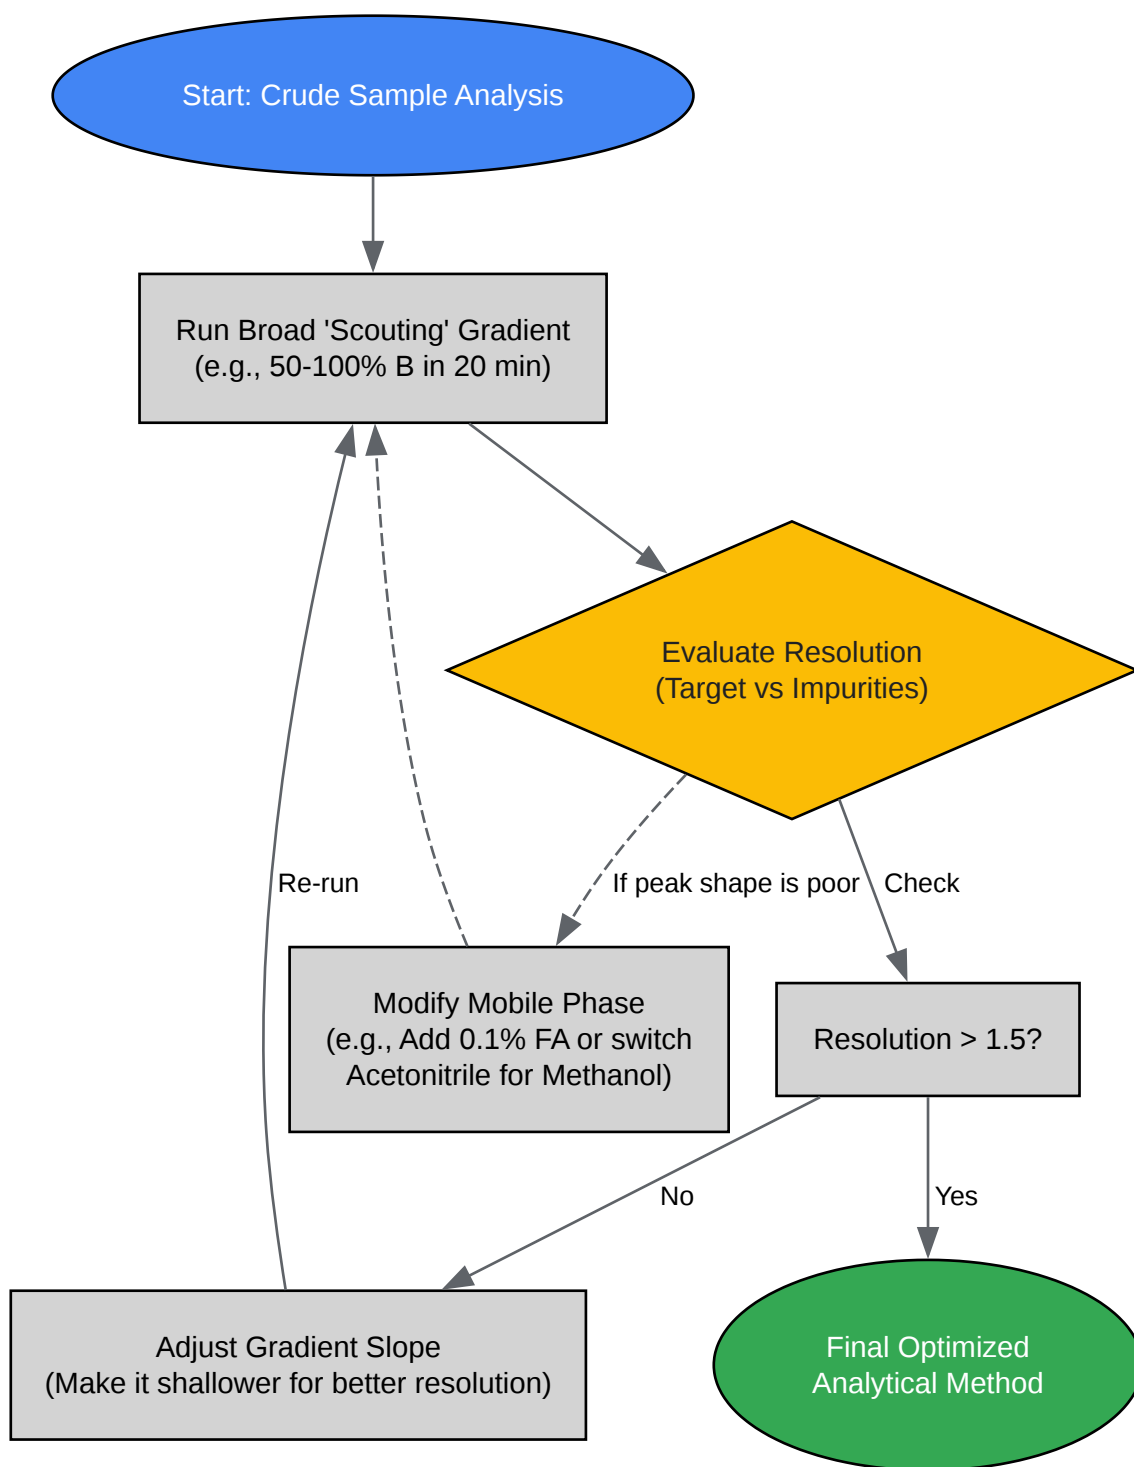 Start: Crude Sample Analysis
Run Broad 'Scouting' Gradient
(e.g., 50-100% B in 20 min)
Evaluate Resolution
(Target vs Impurities)
Re-run
If peak shape is poor
Check
Modify Mobile Phase
(e.g., Add 0.1% FA or switch
Acetonitrile for Methanol)
Resolution > 1.5?
No
Yes
Adjust Gradient Slope
(Make it shallower for better resolution)
Final Optimized
Analytical Method